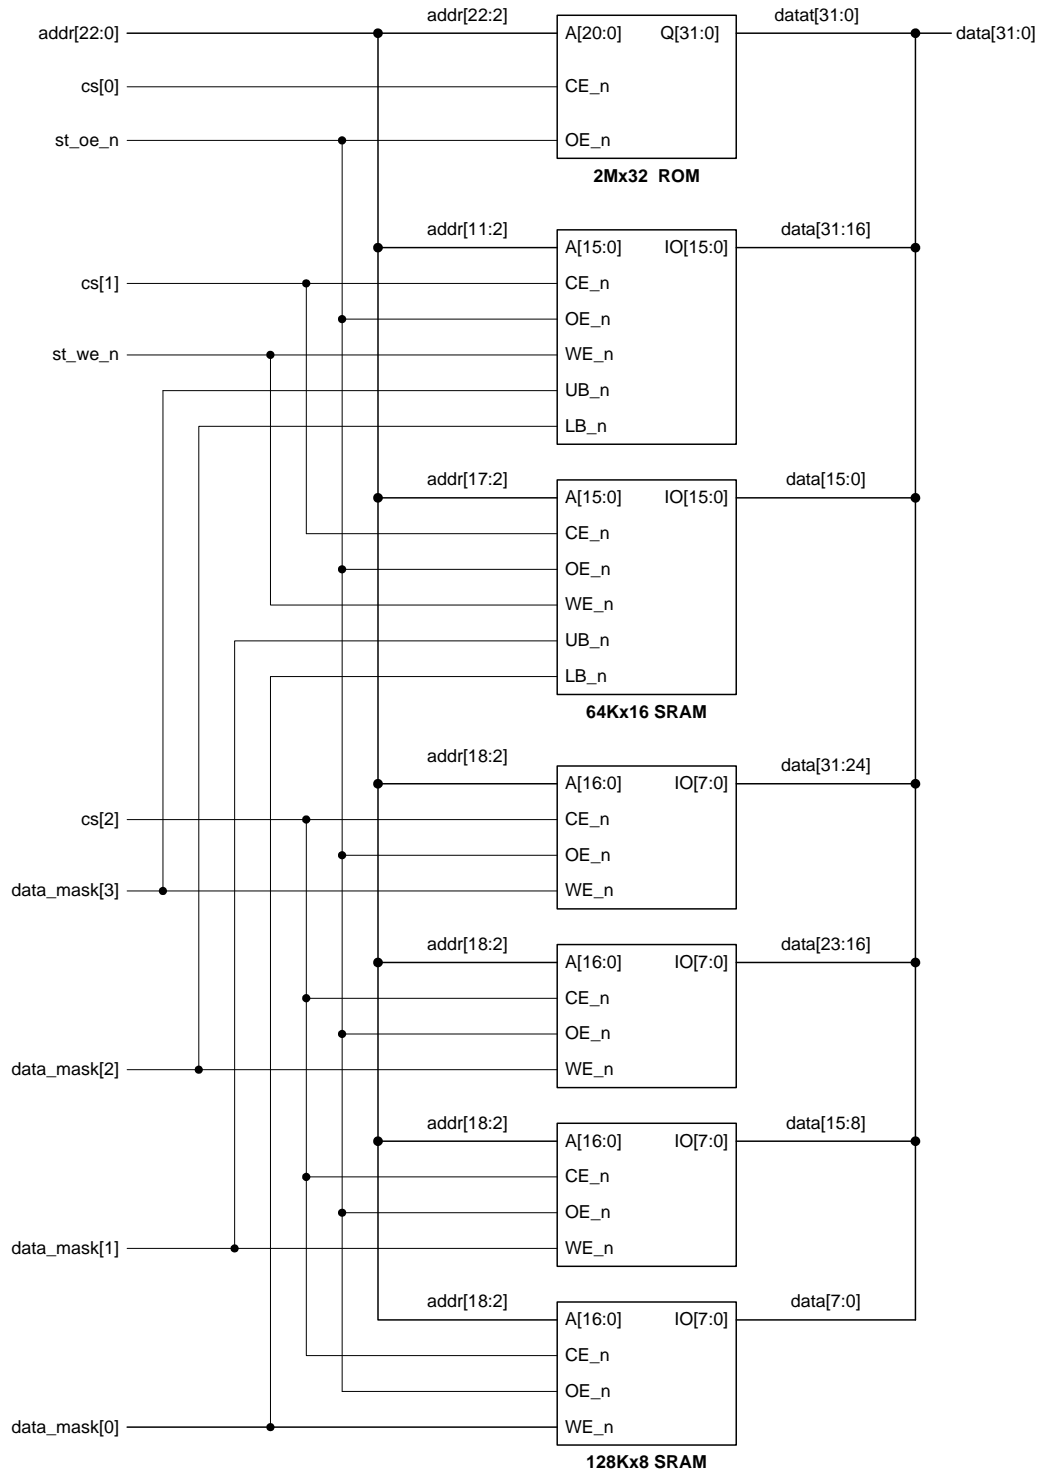 addr[22:2] datat[31:0]
addr[22:0] A[20:0] Q[31:0] data[31:0]
cs[0] CE_n
st_oe_n OE_n
2Mx32 ROM
addr[11:2] data[31:16]
A[15:0] IO[15:0]
cs[1] CE_n
OE_n
st_we_n WE_n
UB_n
LB_n
addr[17:2] data[15:0]
A[15:0] IO[15:0]
CE_n
OE_n
WE_n
UB_n
LB_n
64Kx16 SRAM
addr[18:2] data[31:24]
A[16:0] IO[7:0]
cs[2] CE_n
OE_n
data_mask[3] WE_n
addr[18:2] data[23:16]
A[16:0] IO[7:0]
CE_n
OE_n
data_mask[2] WE_n
addr[18:2] data[15:8]
A[16:0] IO[7:0]
CE_n
OE_n
data_mask[1] WE_n
addr[18:2] data[7:0]
A[16:0] IO[7:0]
CE_n
OE_n
data_mask[0] WE_n
128Kx8 SRAM